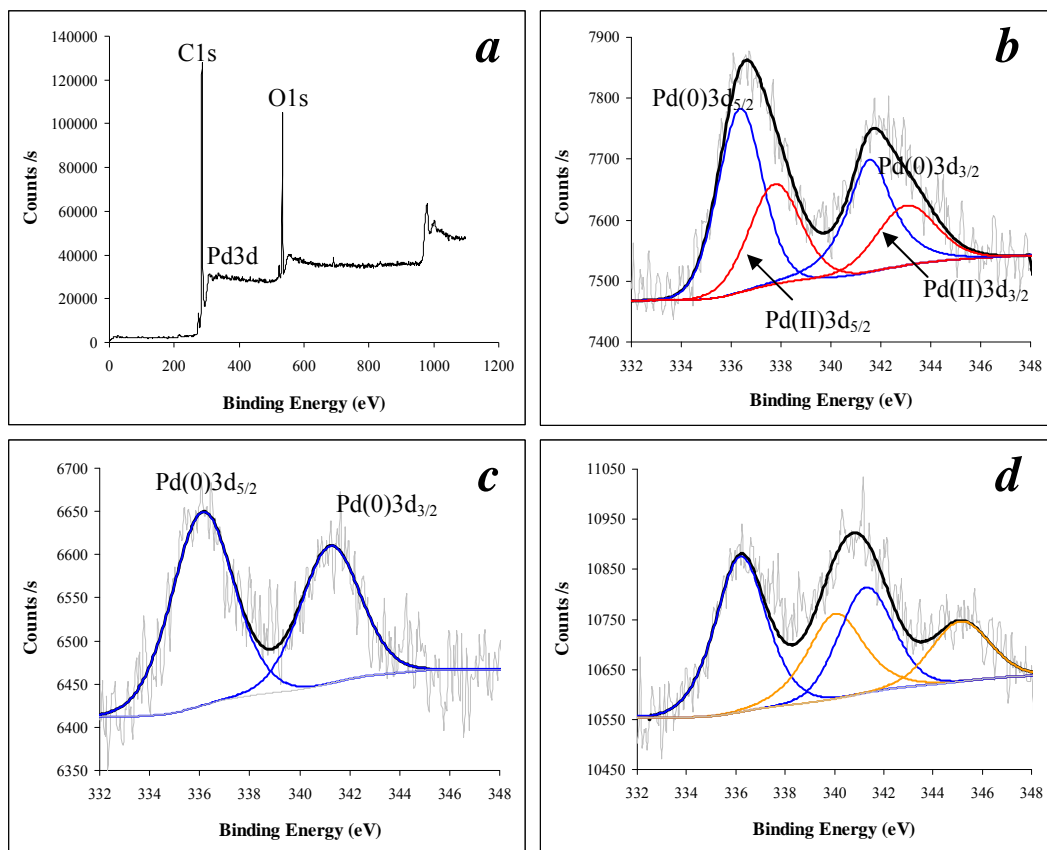 a
C1s
O1s
Pd3d
Counts /s
140000
120000
100000
80000
60000
40000
20000
0
0 200 400 600 800 1000 1200
Binding Energy (eV)
b
Pd(0)3d5/2
Pd(0)3d3/2
Pd(II)3d3/2
Pd(II)3d5/2
Counts /s
7900
7800
7700
7600
7500
7400
332 334 336 338 340 342 344 346 348
Binding Energy (eV)
c
Pd(0)3d5/2
Pd(0)3d3/2
Counts /s
6700
6650
6600
6550
6500
6450
6400
6350
332 334 336 338 340 342 344 346 348
Binding Energy (eV)
d
Counts /s
11050
10950
10850
10750
10650
10550
10450
332 334 336 338 340 342 344 346 348
Binding Energy (eV)